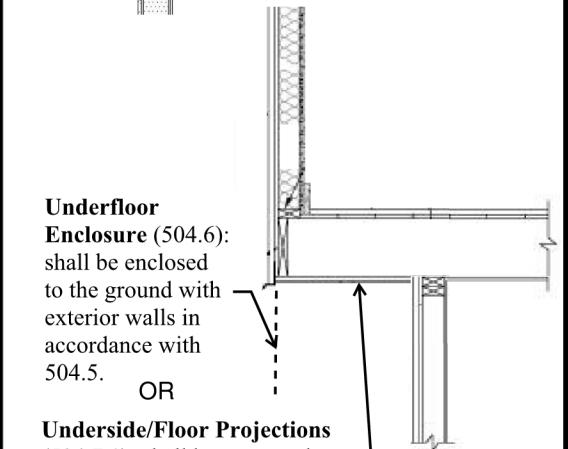 Underfloor
Enclosure (504.6):
shall be enclosed
to the ground with
exterior walls in
accordance with
504.5.
OR
Underside/Floor Projections